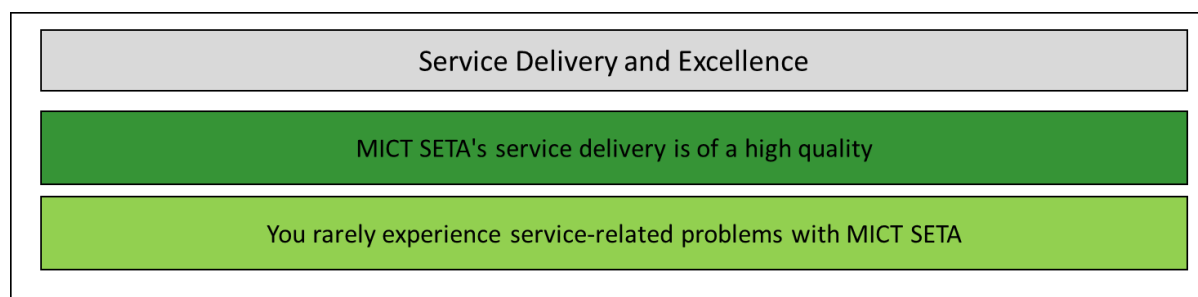 Service Delivery and Excellence
MICT SETA's service delivery is of a high quality
You rarely experience service-related problems with MICT SETA